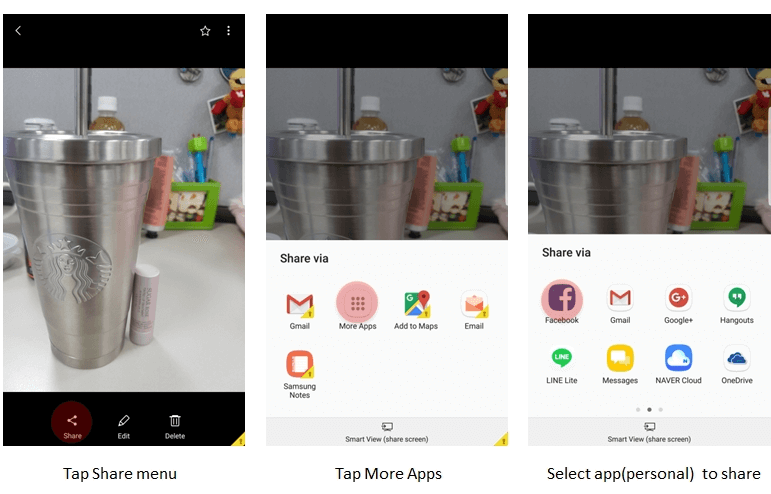 Share
Edit
Delete
Tap Share menu
Share via
Gmail
More Apps
Add to Maps
Email
Samsung
Notes
Smart View (share screen)
Tap More Apps
Share via
Facebook
Gmail
Google+
Hangouts
LINE
LINE Lite
Messages
NAVER Cloud
OneDrive
Smart View (share screen)
Select app(personal)  to share